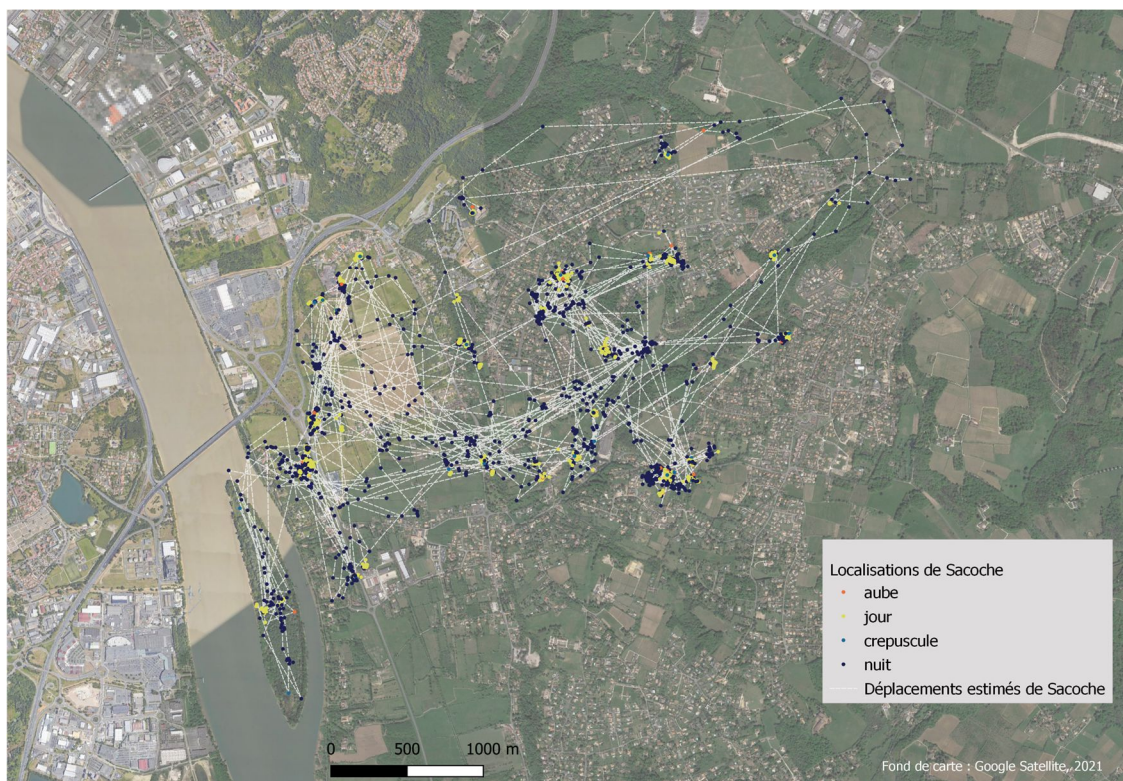 Localisations de Sacoche
aube
jour
crepuscule
nuit
Déplacements estimés de Sacoche
0 500 1000 m
Fond de carte : Google Satellite, 2021